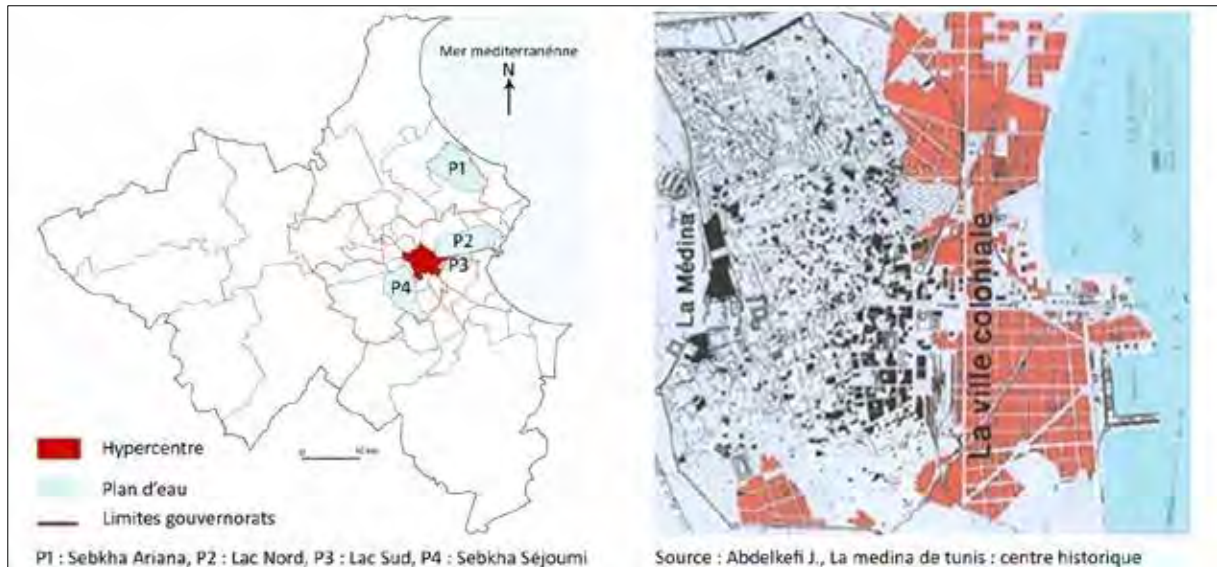 Mer méditerranénne
N
P1
P2
P3
P4
Hypercentre
Plan d'eau
Limites gouvernorats
P1 : Sebkha Ariana, P2 : Lac Nord, P3 : Lac Sud, P4 : Sebkha Séjoumi
La Médina
La ville coloniale
Source : Abdelkefi J., La medina de tunis : centre historique